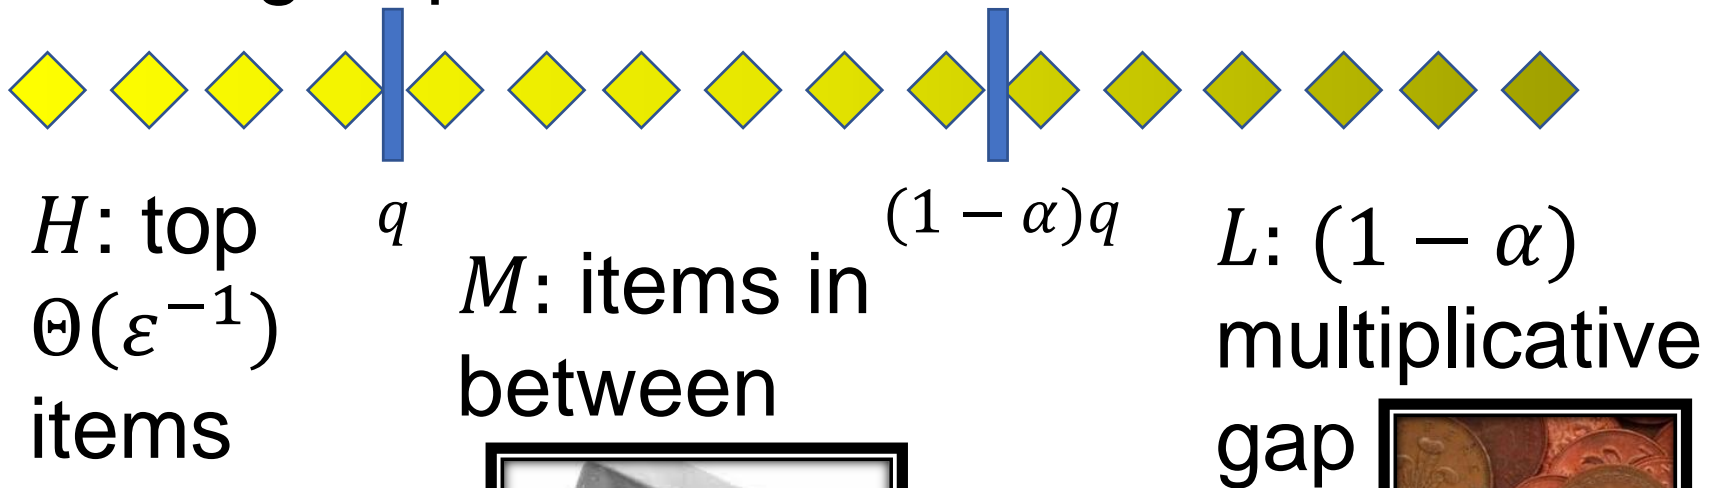 q
(1 − α)q
H: top
Θ(ε⁻¹)
items
M: items in
between
L: (1 − α)
multiplicative
gap